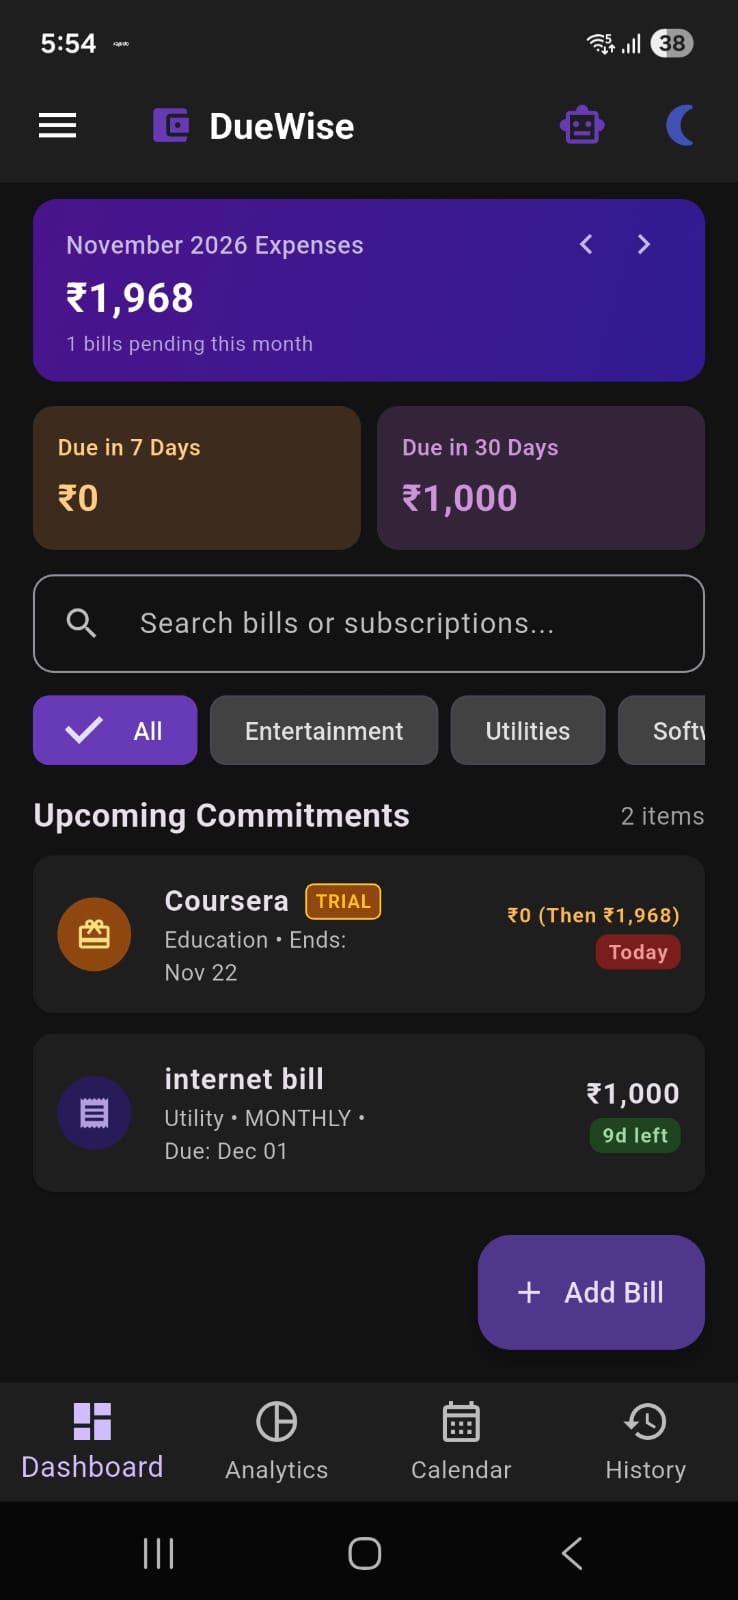 5:54
38
DueWise
November 2026 Expenses
₹1,968
1 bills pending this month
Due in 7 Days
₹0
Due in 30 Days
₹1,000
Search bills or subscriptions...
All
Entertainment
Utilities
Softw
Upcoming Commitments
2 items
Coursera
TRIAL
Education • Ends:
Nov 22
₹0 (Then ₹1,968)
Today
internet bill
Utility • MONTHLY •
Due: Dec 01
₹1,000
9d left
+ Add Bill
Dashboard
Analytics
Calendar
History